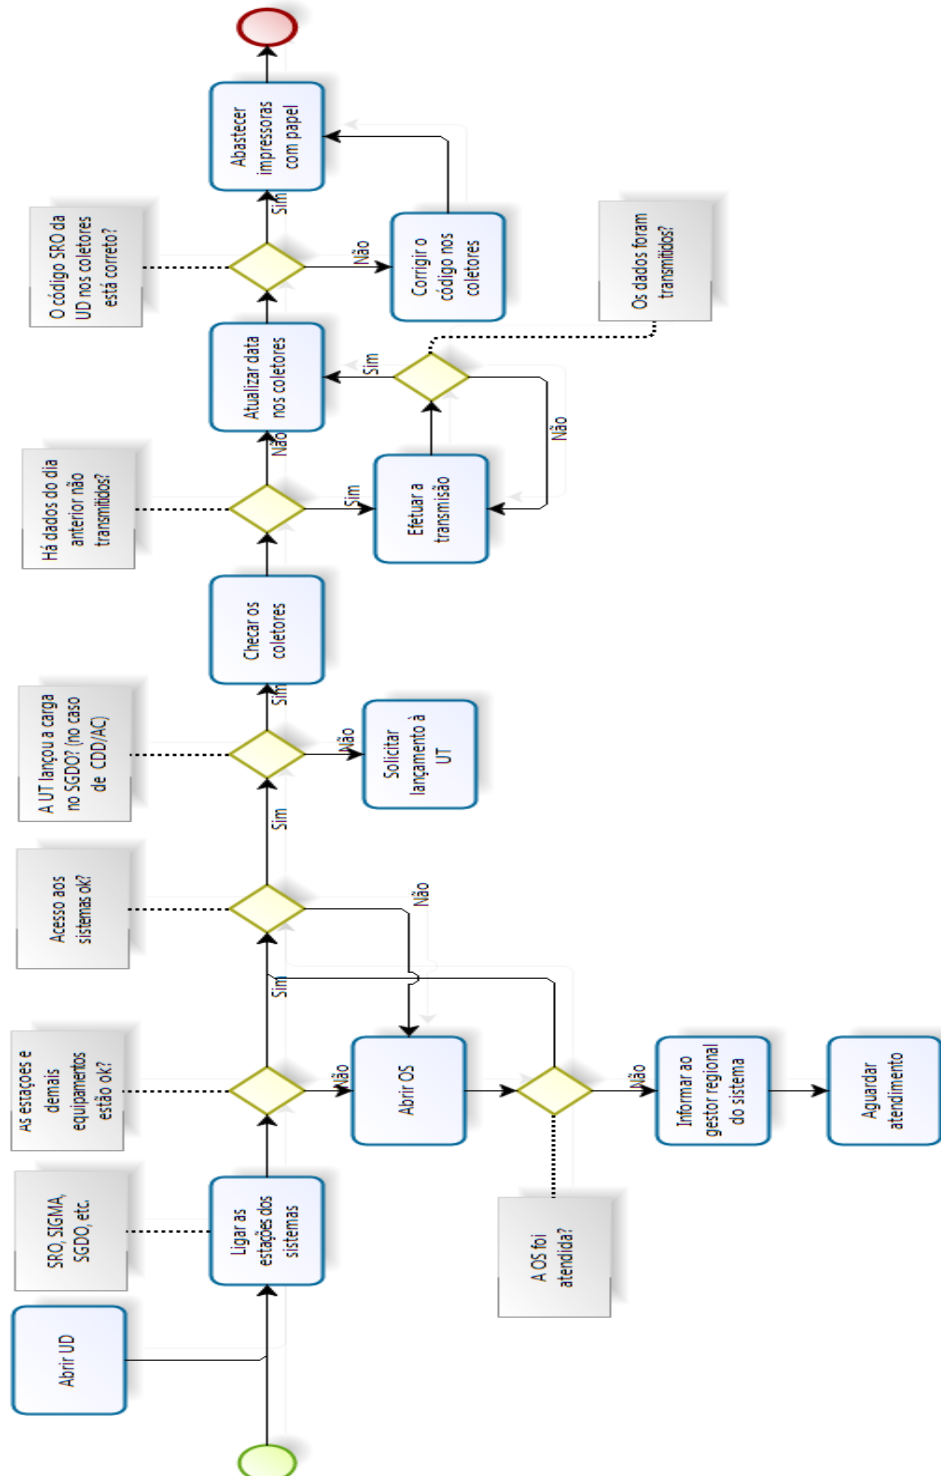 Abrir UD
SRO, SIGMA,
SGDO, etc.
As estaçoes e
demais
equipamentos
estão ok?
Acesso aos
sistemas ok?
A UT lançou a carga
no SGDO? (no caso
de CDD/AC)
Há dados do dia
anterior não
transmitidos?
O código SRO da
UD nos coletores
está correto?
Ligar as
estações dos
sistemas
Sim
Sim
Sim
Checar os
coletores
Não
Atualizar data
nos coletores
Sim
Abastecer
impressoras
com papel
Não
Abrir OS
Não
Não
Solicitar
lançamento à
UT
Sim
Efetuar a
transmisão
Sim
Não
Não
Corrigir o
código nos
coletores
A OS foi
atendida?
Não
Informar ao
gestor regional
do sistema
Os dados foram
transmitidos?
Aguardar
atendimento